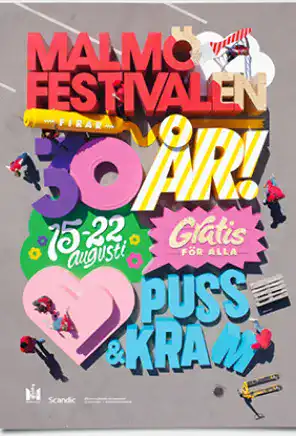 MALMÖ
FESTIVALEN
FIRAR
30 ÅR!
15-22
augusti
Gratis
FÖR ALLA
PUSS
&KRAM
Scandic